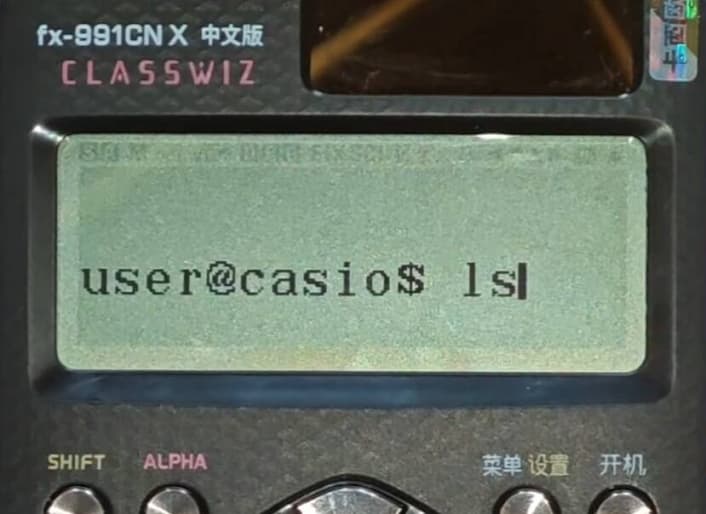 fx-991CN X 中文版
CLASSWIZ
user@casio$ ls
SHIFT ALPHA 菜单 设置 开机